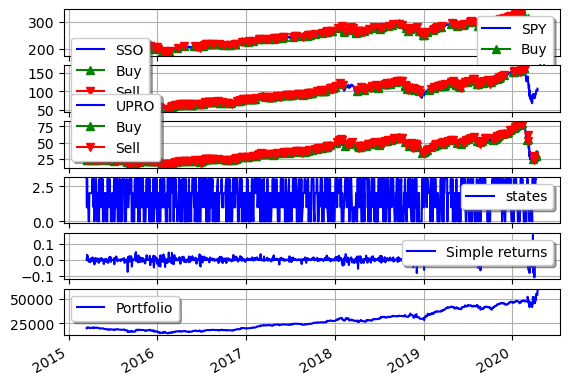 300
200
SPY
Buy
SSO
Buy
Sell
150
100
50
UPRO
Buy
Sell
75
50
25
2.5
0.0
states
0.1
0.0
−0.1
Simple returns
50000
25000
Portfolio
2015
2016
2017
2018
2019
2020